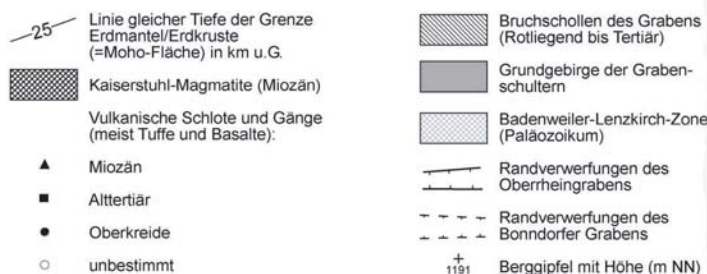 25
Linie gleicher Tiefe der Grenze
Erdmantel/Erdkruste
(=Moho-Fläche) in km u.G.
Kaiserstuhl-Magmatite (Miozän)
Vulkanische Schlote und Gänge
(meist Tuffe und Basalte):
Miozän
Alttertiär
Oberkreide
unbestimmt
Bruchschollen des Grabens
(Rotliegend bis Tertiär)
Grundgebirge der Graben-
schultern
Badenweiler-Lenzkirch-Zone
(Paläozoikum)
Randverwerfungen des
Oberrheingrabens
Randverwerfungen des
Bonndorfer Grabens
1191
Berggipfel mit Höhe (m NN)